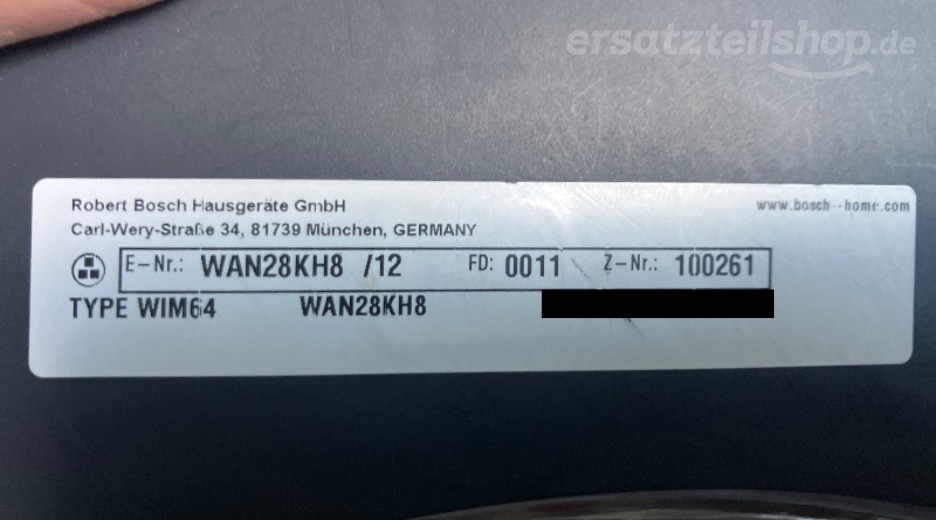 ersatzteilshop.de
Robert Bosch Hausgeräte GmbH www.bosch-home.com
Carl-Wery-Straße 34, 81739 München, GERMANY
E-Nr.: WAN28KH8 /12 FD: 0011 Z-Nr.: 100261
TYPE WIM64 WAN28KH8